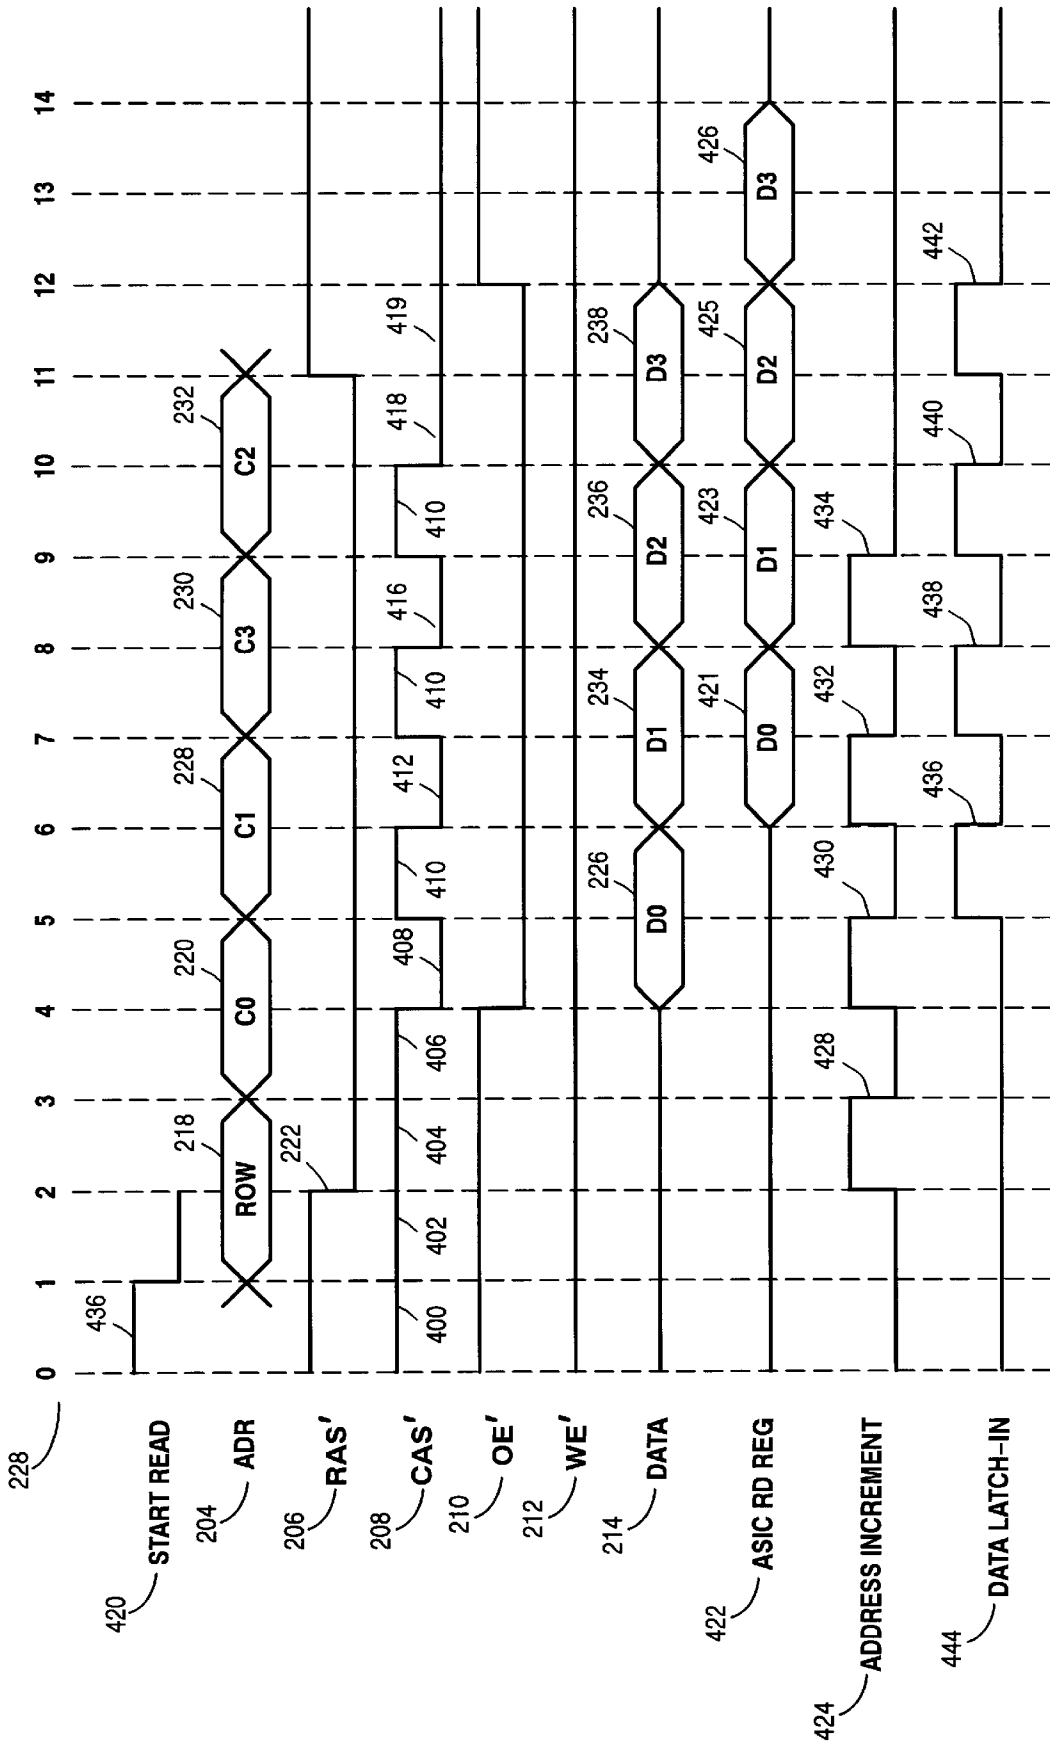 228
0 1 2 3 4 5 6 7 8 9 10 11 12 13 14
420 START READ 436
204 ADR ROW 218 C0 220 C1 228 C3 230 C2 232
206 RAS' 222
208 CAS' 400 402 404 406 408 410 412 410 416 410 418 419
210 OE'
212 WE'
214 DATA D0 226 D1 234 D2 236 D3 238
422 ASIC RD REG D0 421 D1 423 D2 425 D3 426
424 ADDRESS INCREMENT 428 430 432 434
444 DATA LATCH-IN 436 438 440 442